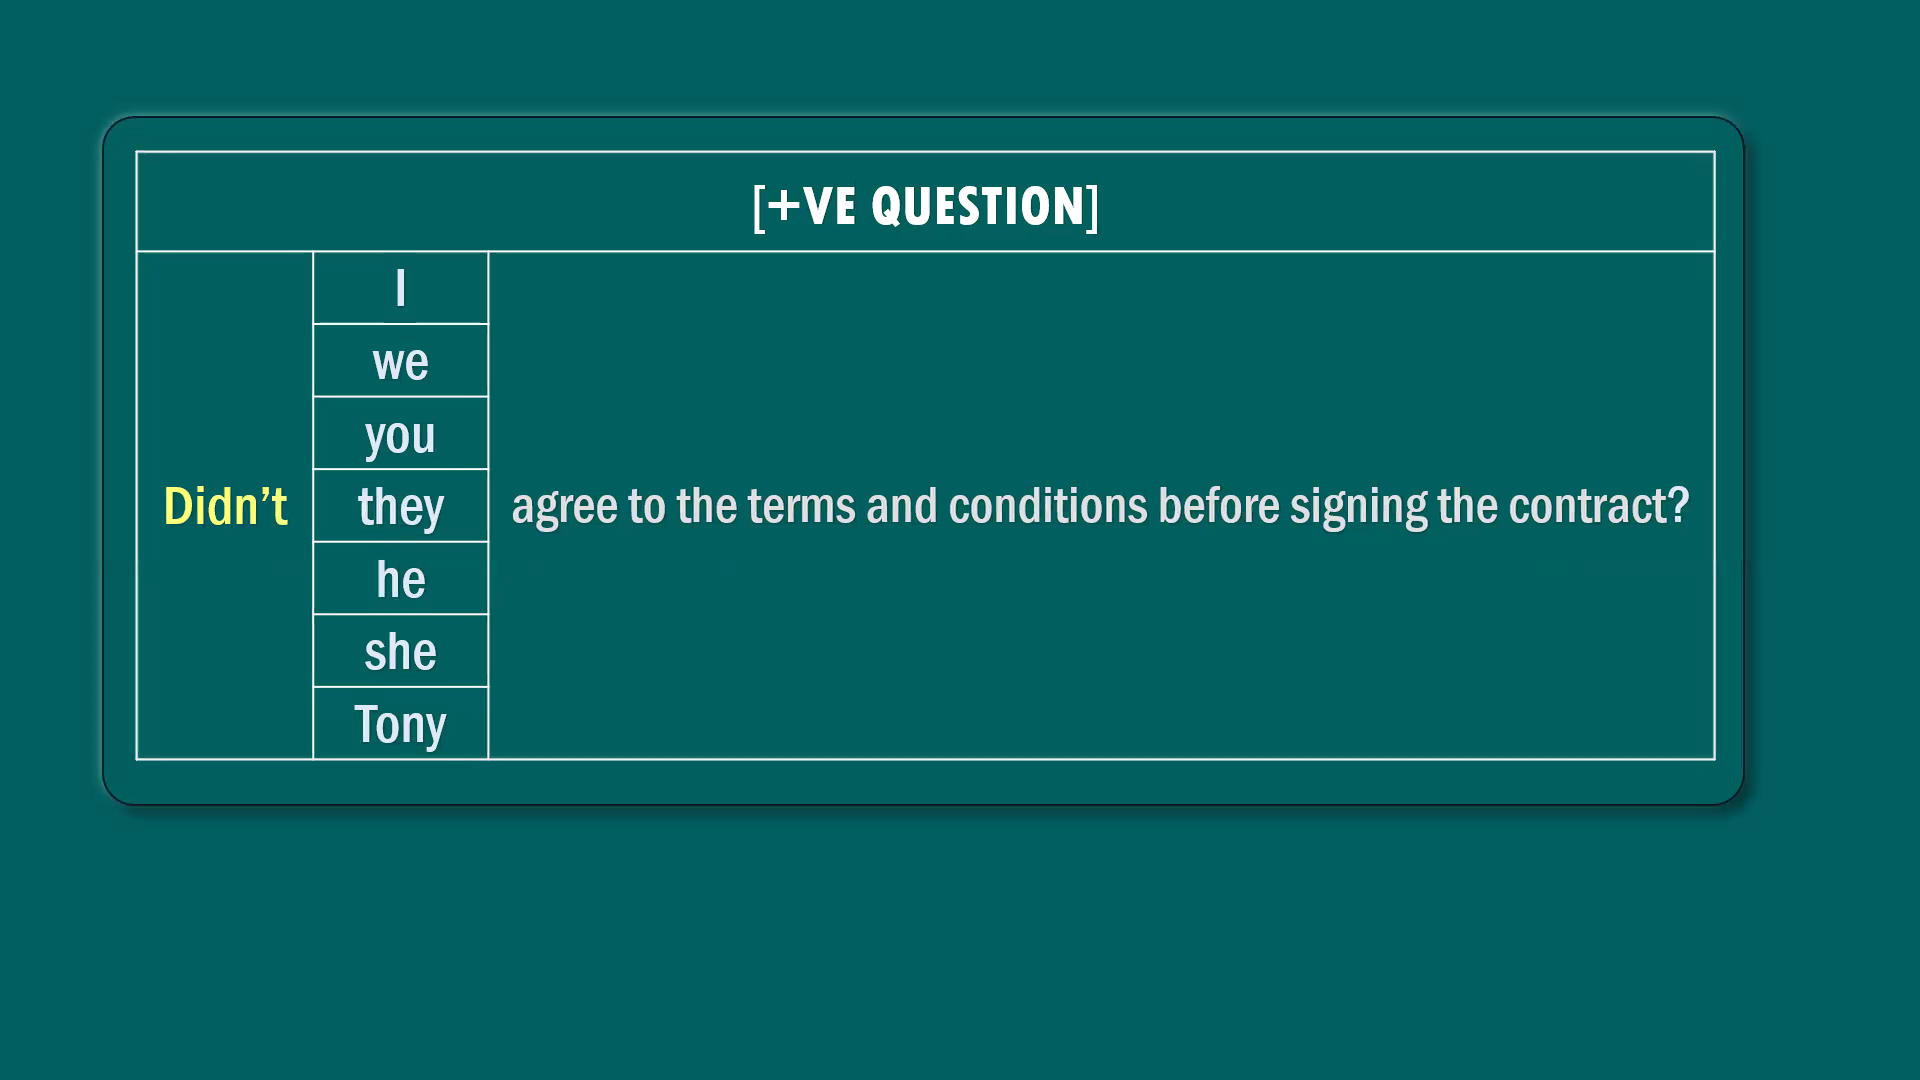 [+VE QUESTION]
I
we
you
Didn’t they agree to the terms and conditions before signing the contract?
he
she
Tony